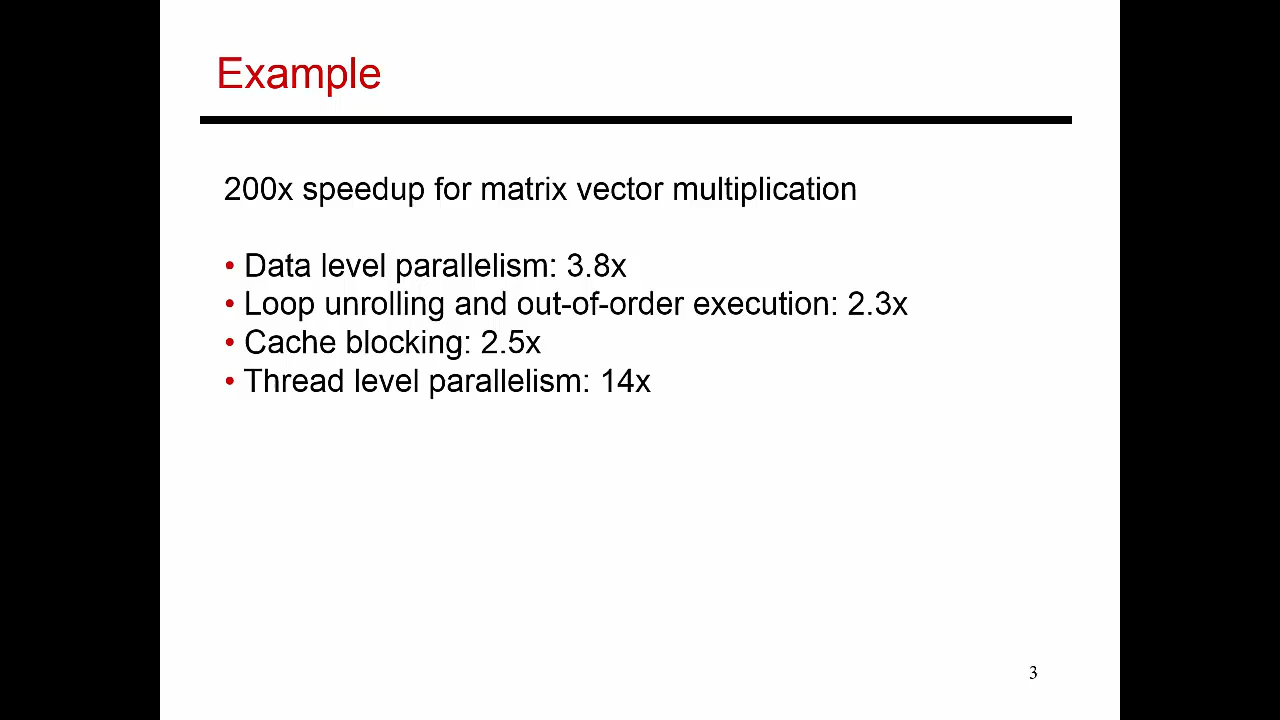 Example
200x speedup for matrix vector multiplication
• Data level parallelism: 3.8x
• Loop unrolling and out-of-order execution: 2.3x
• Cache blocking: 2.5x
• Thread level parallelism: 14x
3